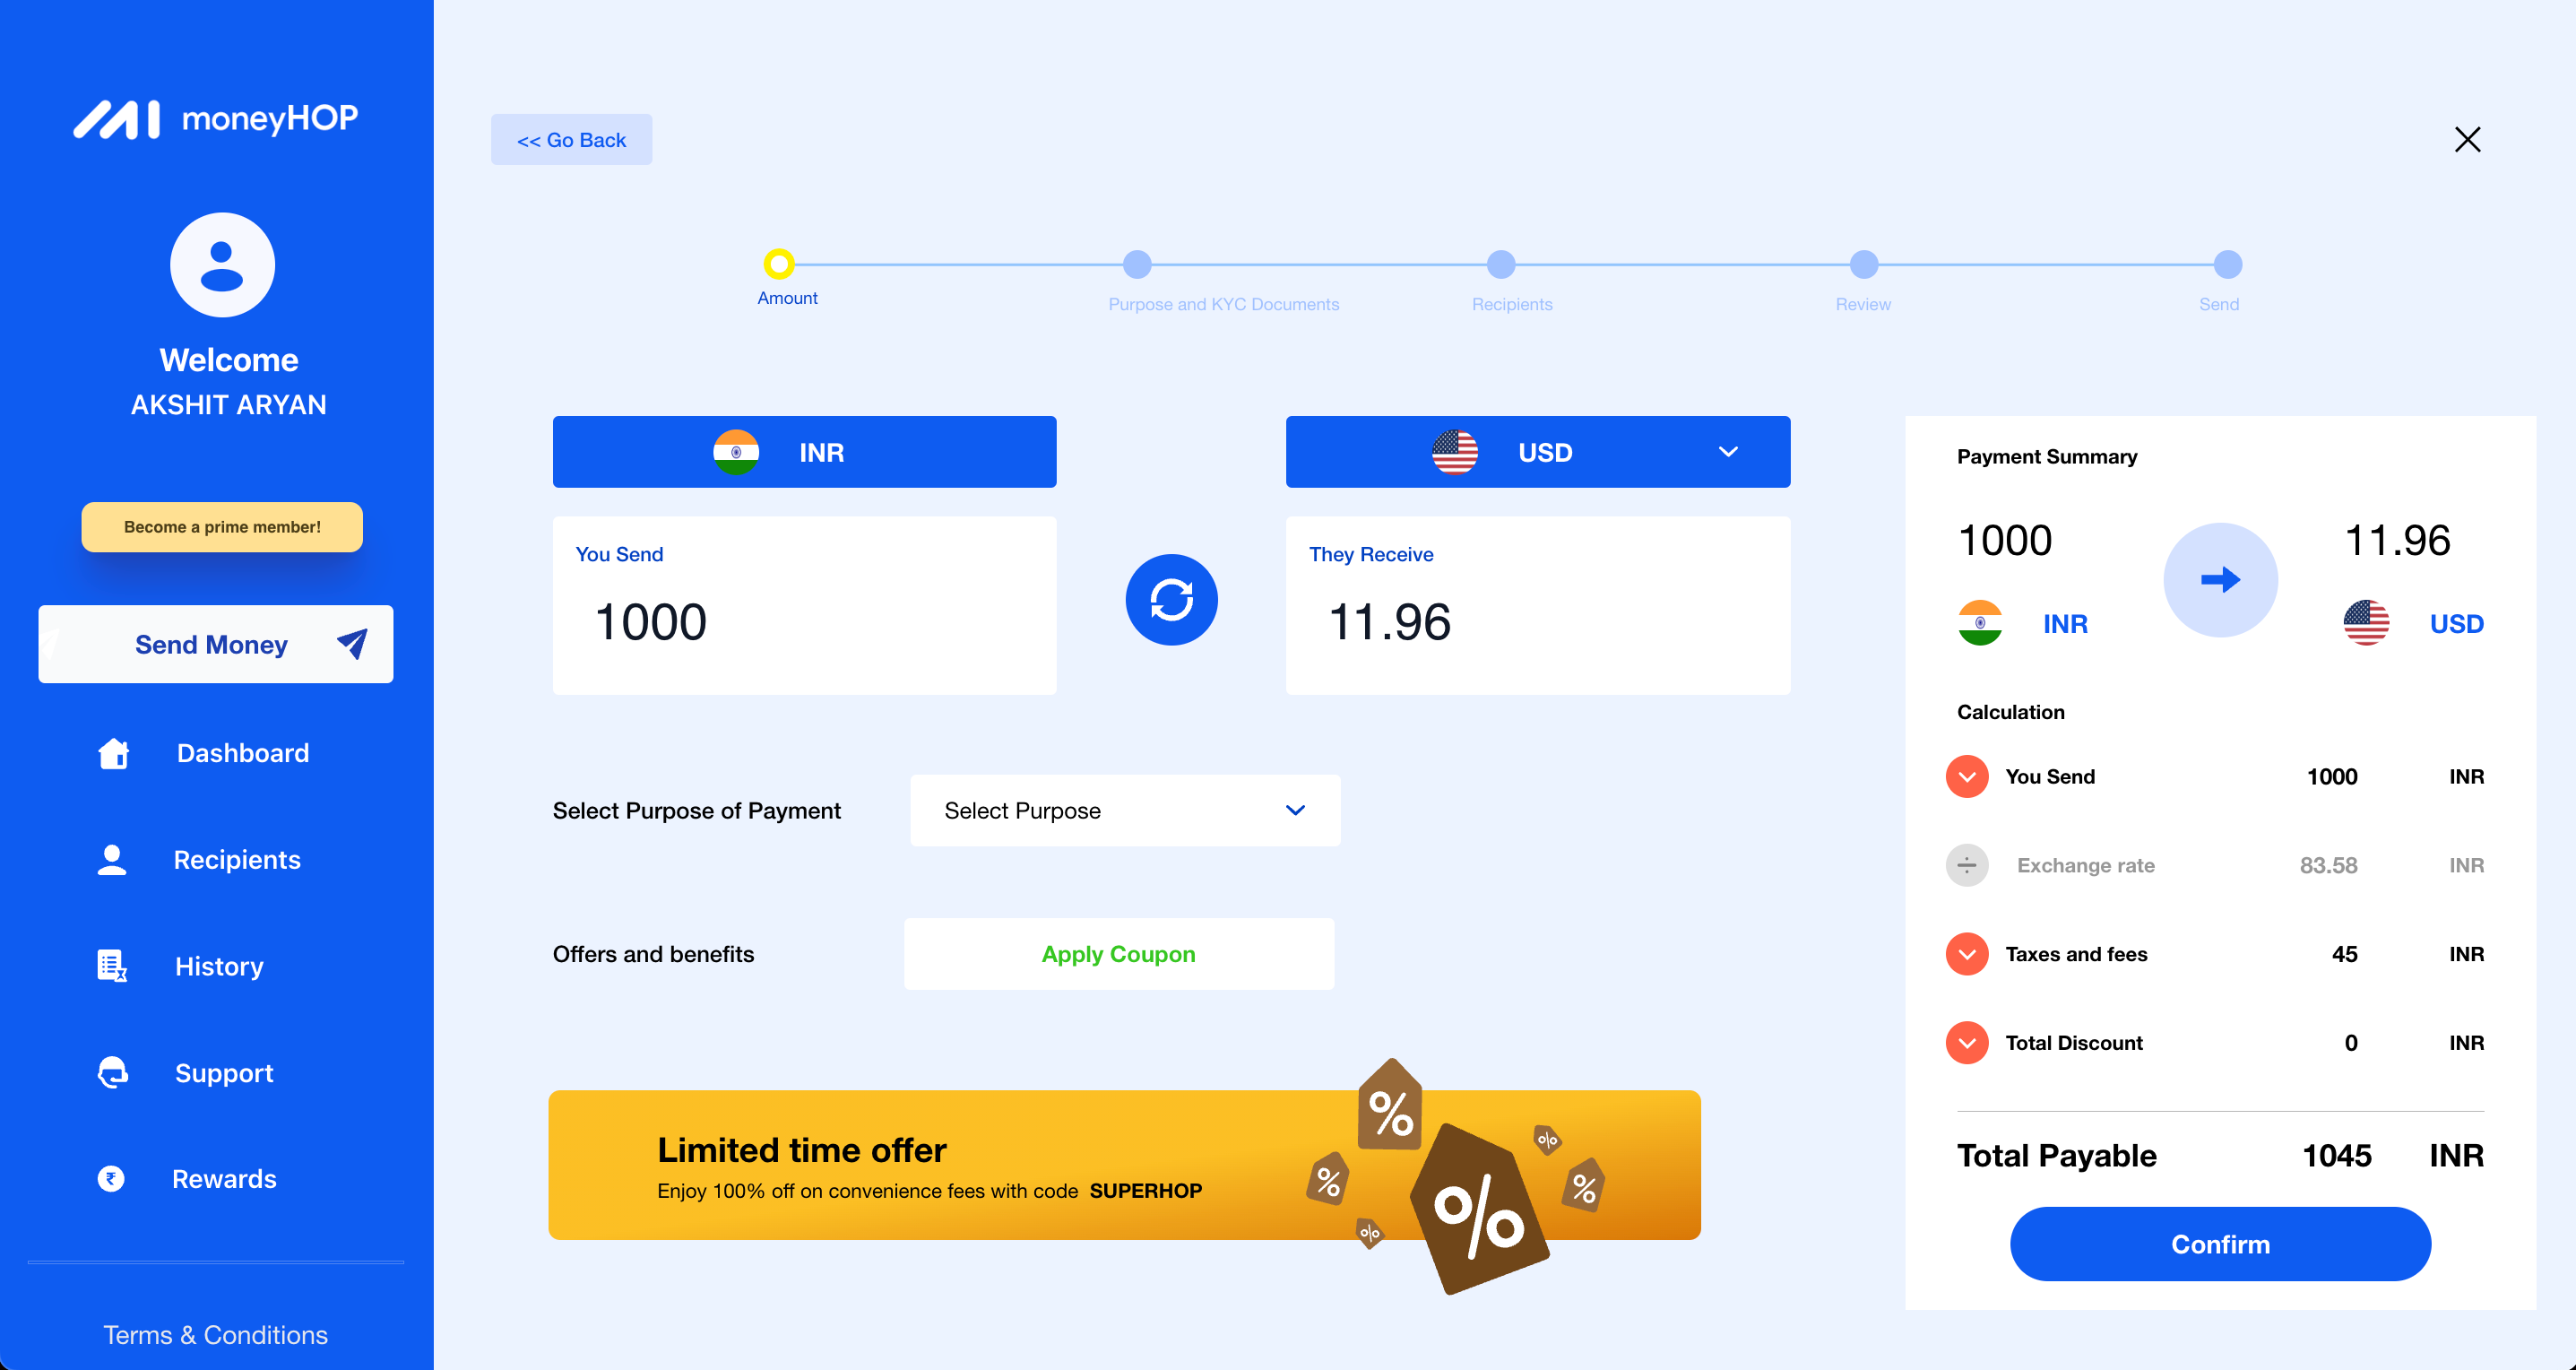 moneyHOP
Welcome
AKSHIT ARYAN
Become a prime member!
Send Money
Dashboard
Recipients
History
Support
Rewards
Terms & Conditions
<< Go Back
Amount
Purpose and KYC Documents
Recipients
Review
Send
INR
USD
You Send
1000
They Receive
11.96
Select Purpose of Payment
Select Purpose
Offers and benefits
Apply Coupon
Limited time offer
Enjoy 100% off on convenience fees with code SUPERHOP
%
%
%
%
%
%
Payment Summary
1000
11.96
INR
USD
Calculation
You Send 1000 INR
÷ Exchange rate 83.58 INR
Taxes and fees 45 INR
Total Discount 0 INR
Total Payable 1045 INR
Confirm